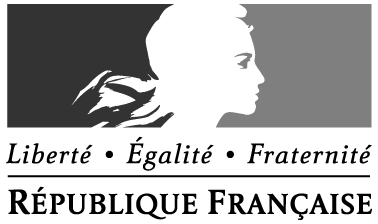 Liberté • Égalité • Fraternité
RÉPUBLIQUE FRANÇAISE